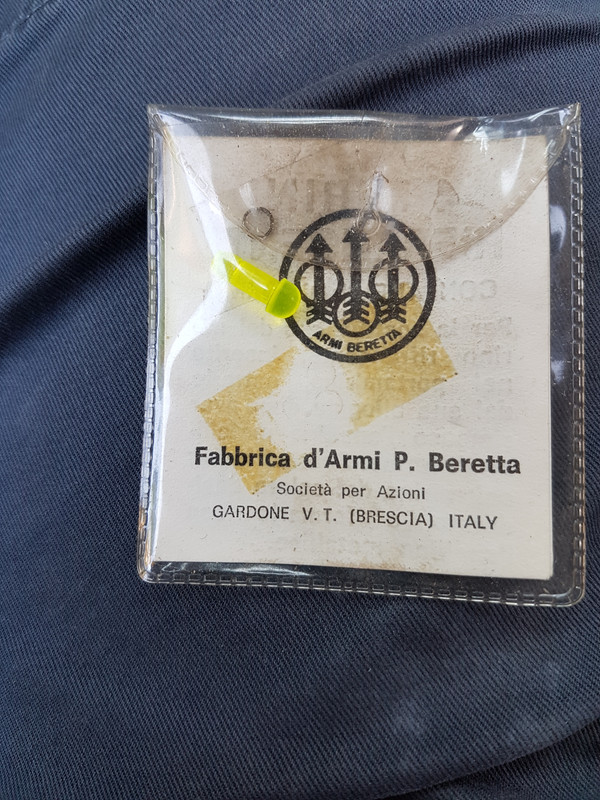 ARMI BERETTA
Fabbrica d'Armi P. Beretta
Società per Azioni
GARDONE V. T. (BRESCIA) ITALY